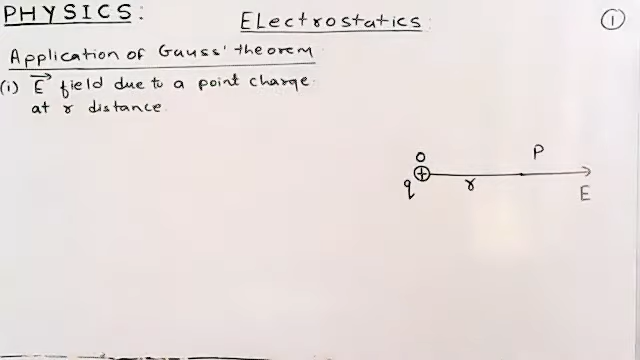 PHYSICS:
Electrostatics:
①
Application of Gauss' theorem
(i) E⃗ field due to a point charge
at r distance.
O
P
⊕
q
r
E